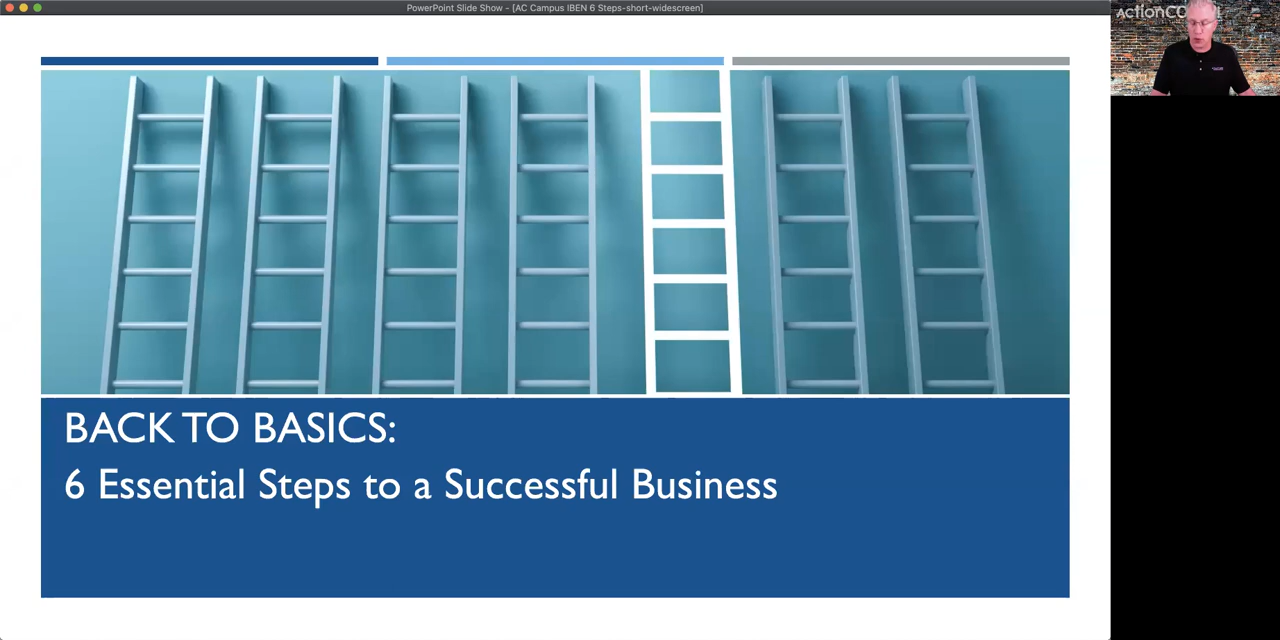 PowerPoint Slide Show - [AC Campus IBEN 6 Steps-short-widescreen]
BACK TO BASICS:
6 Essential Steps to a Successful Business